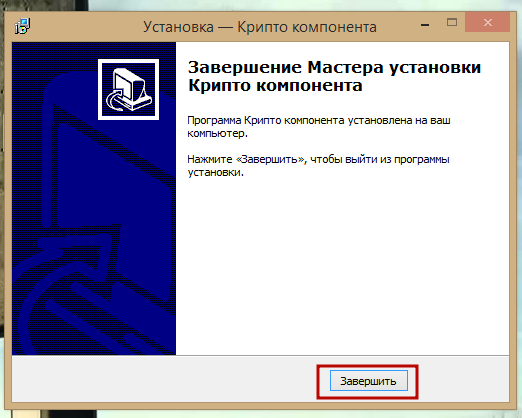 Установка — Крипто компонента
Завершение Мастера установки
Крипто компонента
Программа Крипто компонента установлена на ваш
компьютер.
Нажмите «Завершить», чтобы выйти из программы
установки.
Завершить